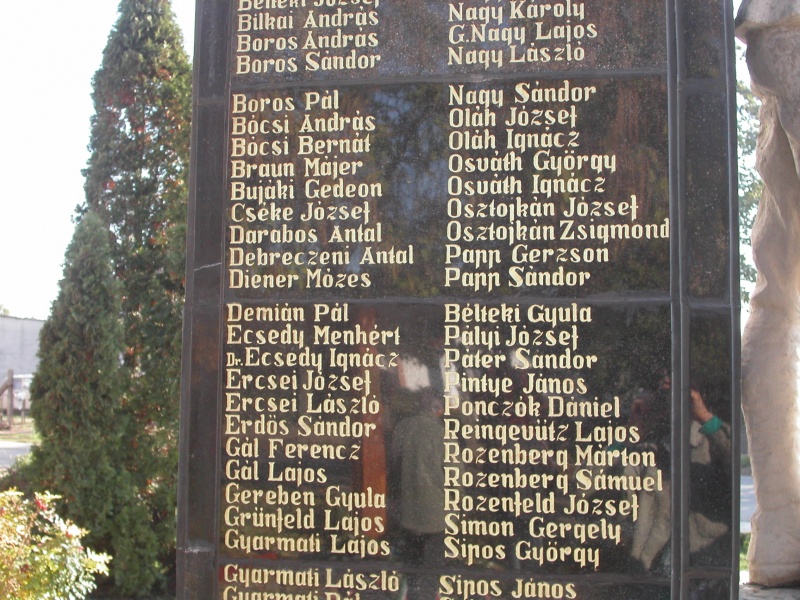 Bélteki József
Bilkai András
Boros András
Boros Sándor
Boros Pál
Bócsi András
Bócsi Bernát
Braun Májer
Bujáki Gedeon
Cséke József
Darabos Antal
Debreczeni Antal
Diener Mózes
Demián Pál
Ecsedy Menhért
Dr. Ecsedy Ignácz
Ercsei József
Ercsei László
Erdős Sándor
Gál Ferencz
Gál Lajos
Gereben Gyula
Grünfeld Lajos
Gyarmati Lajos
Gyarmati László
Gyarmati Pál
Nagy Károly
G.Nagy Lajos
Nagy László
Nagy Sándor
Oláh József
Oláh Ignácz
Osváth György
Osváth Ignácz
Osztojkán József
Osztojkán Zsigmond
Papp Gerzson
Papp Sándor
Bélteki Gyula
Pályi József
Páter Sándor
Pintye János
Ponczók Dániel
Reingevütz Lajos
Rozenberg Márton
Rozenberg Sámuel
Rozenfeld József
Simon Gergely
Sipos György
Sipos János